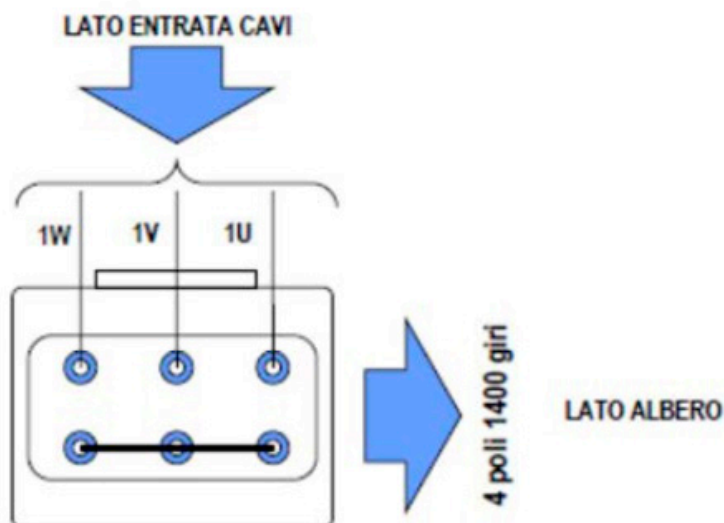 LATO ENTRATA CAVI
1W
1V
1U
4 poli 1400 giri
LATO ALBERO